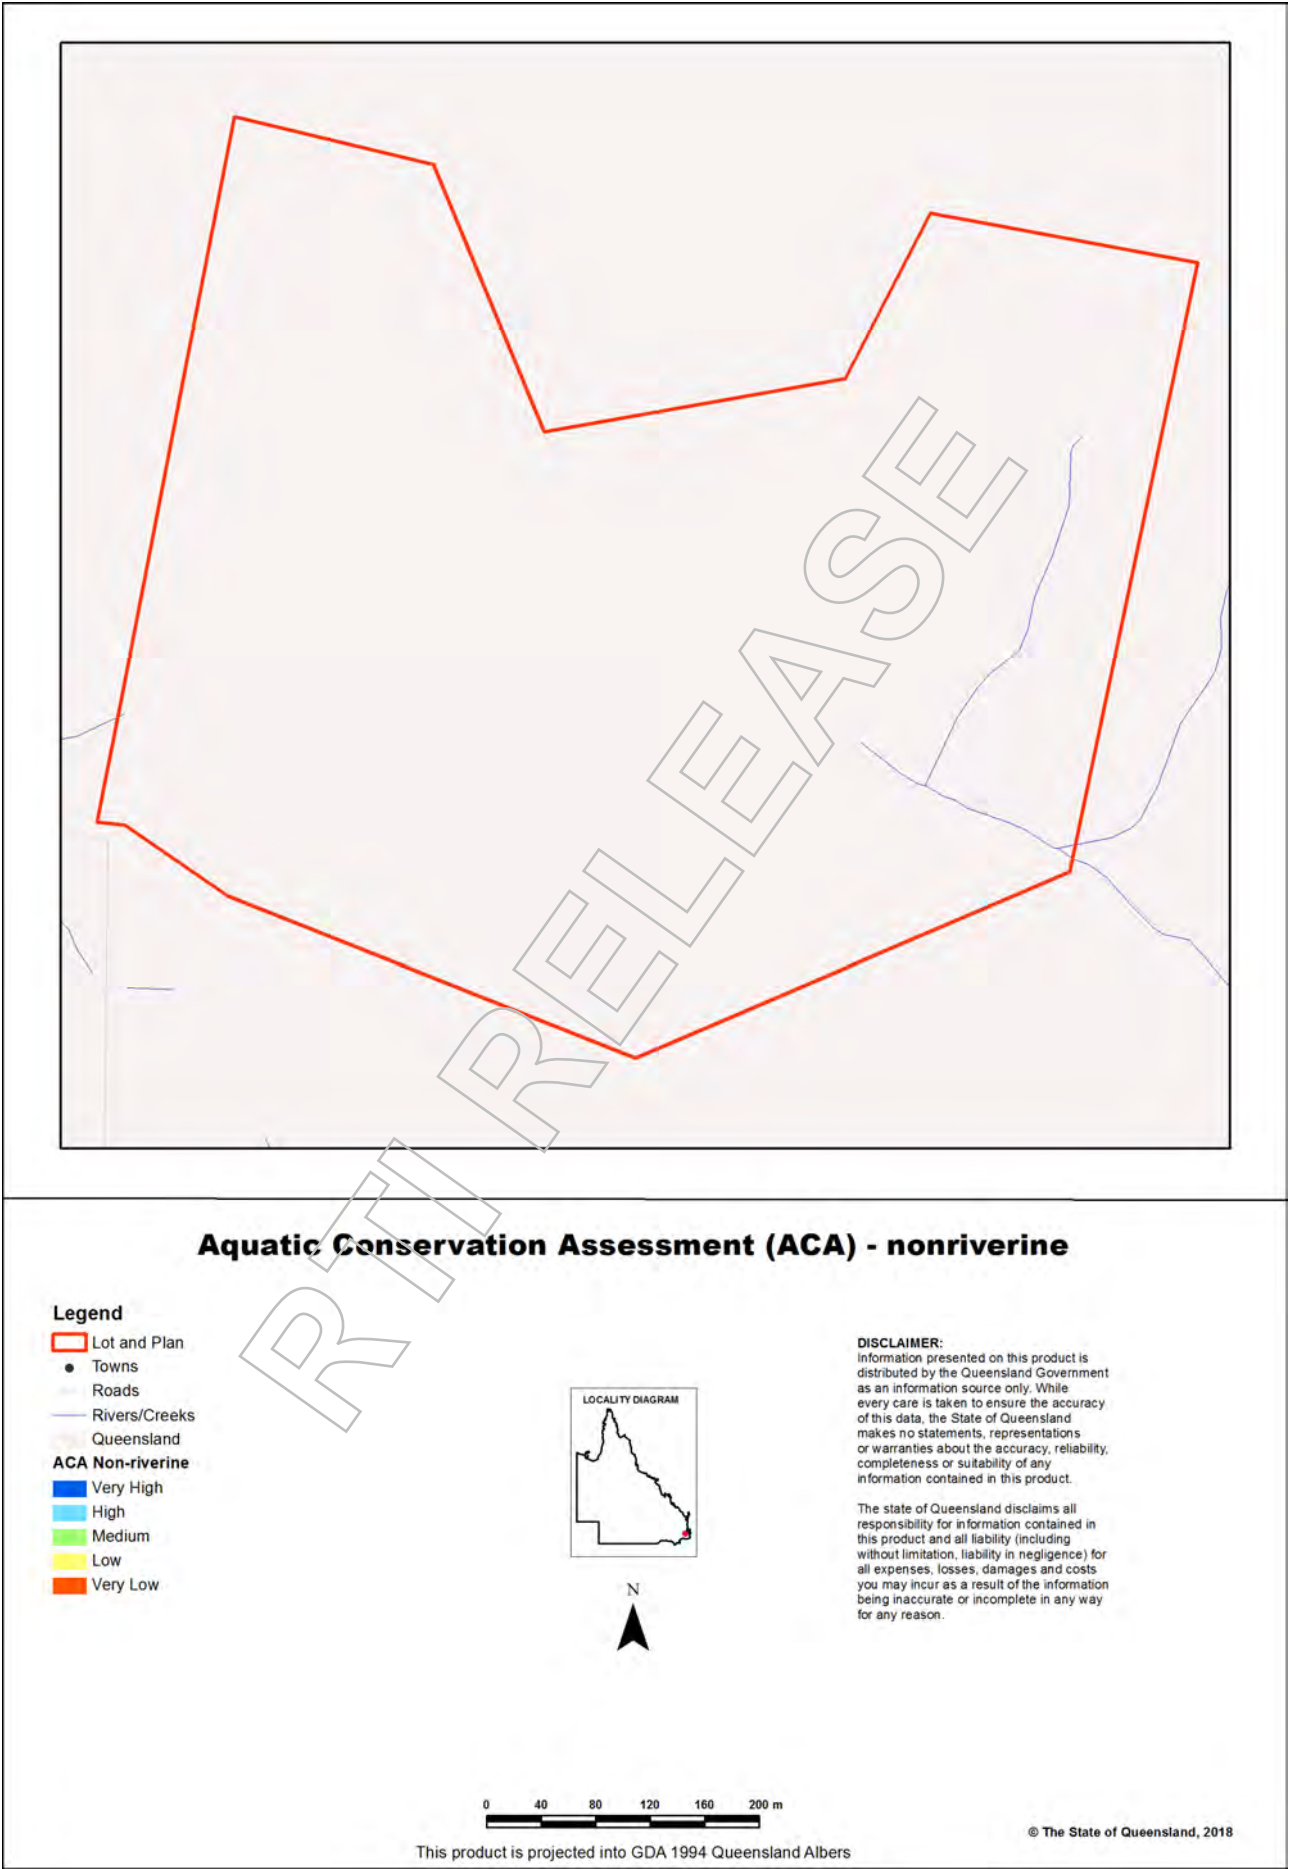 RTI RELEASE
Aquatic Conservation Assessment (ACA) - nonriverine
Legend
Lot and Plan
Towns
Roads
Rivers/Creeks
Queensland
ACA Non-riverine
Very High
High
Medium
Low
Very Low
LOCALITY DIAGRAM
N
DISCLAIMER:
Information presented on this product is
distributed by the Queensland Government
as an information source only. While
every care is taken to ensure the accuracy
of this data, the State of Queensland
makes no statements, representations
or warranties about the accuracy, reliability,
completeness or suitability of any
information contained in this product.
The state of Queensland disclaims all
responsibility for information contained in
this product and all liability (including
without limitation, liability in negligence) for
all expenses, losses, damages and costs
you may incur as a result of the information
being inaccurate or incomplete in any way
for any reason.
0 40 80 120 160 200 m
This product is projected into GDA 1994 Queensland Albers
© The State of Queensland, 2018